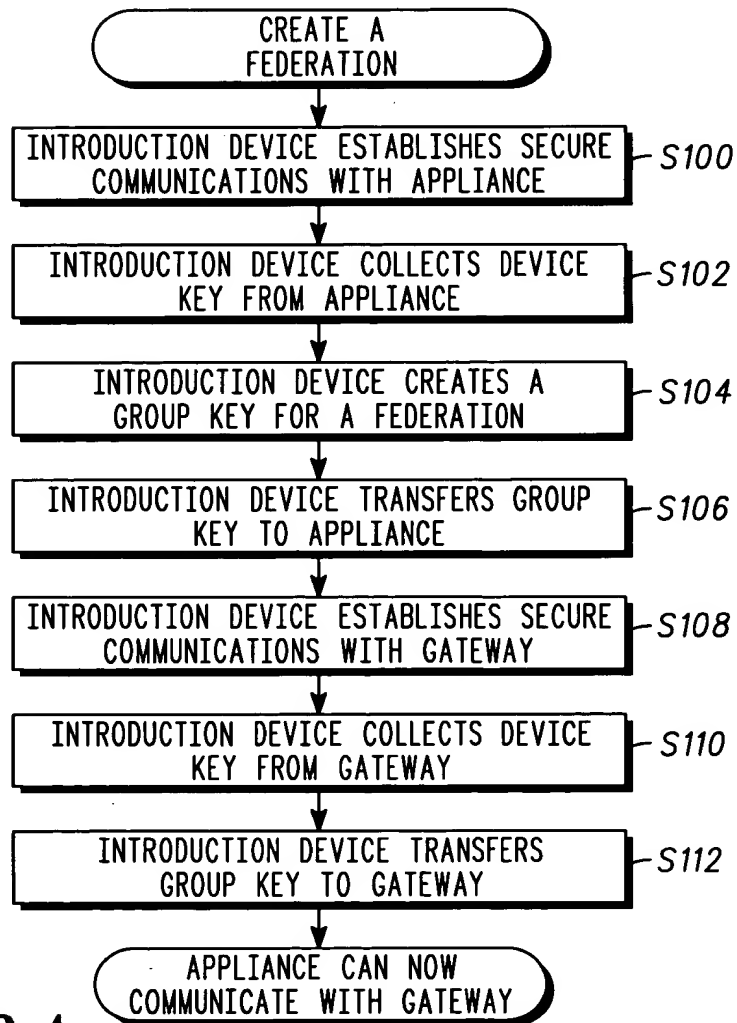 CREATE A
FEDERATION
INTRODUCTION DEVICE ESTABLISHES SECURE
COMMUNICATIONS WITH APPLIANCE
S100
INTRODUCTION DEVICE COLLECTS DEVICE
KEY FROM APPLIANCE
S102
INTRODUCTION DEVICE CREATES A
GROUP KEY FOR A FEDERATION
S104
INTRODUCTION DEVICE TRANSFERS GROUP
KEY TO APPLIANCE
S106
INTRODUCTION DEVICE ESTABLISHES SECURE
COMMUNICATIONS WITH GATEWAY
S108
INTRODUCTION DEVICE COLLECTS DEVICE
KEY FROM GATEWAY
S110
INTRODUCTION DEVICE TRANSFERS
GROUP KEY TO GATEWAY
S112
APPLIANCE CAN NOW
COMMUNICATE WITH GATEWAY